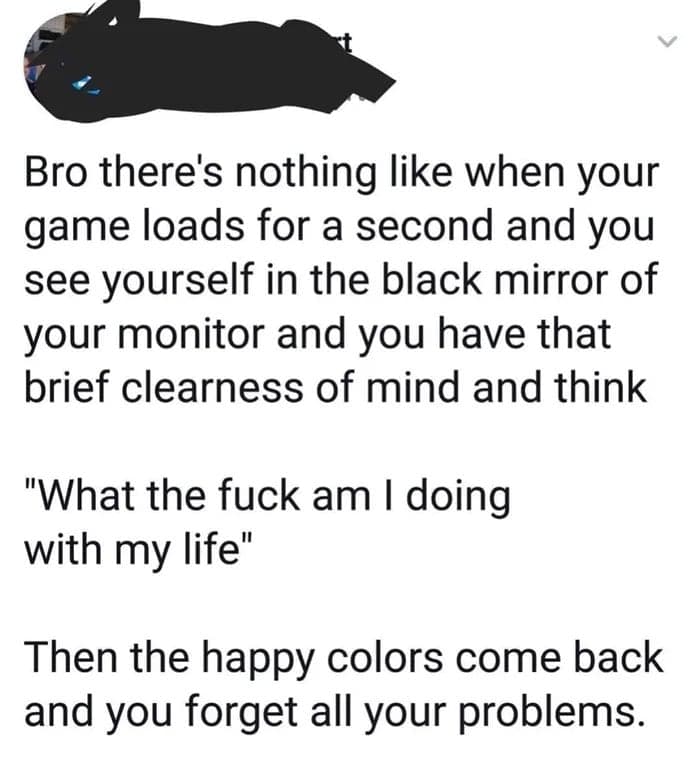 Bro there's nothing like when your
game loads for a second and you
see yourself in the black mirror of
your monitor and you have that
brief clearness of mind and think
"What the fuck am I doing
with my life"
Then the happy colors come back
and you forget all your problems.